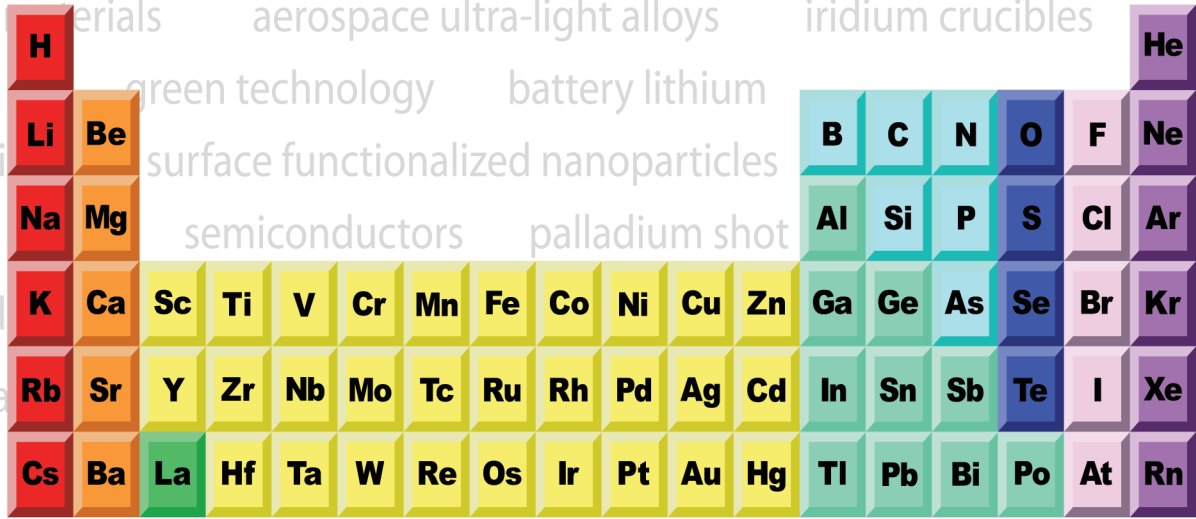 erials aerospace ultra-light alloys iridium crucibles
H He
green technology battery lithium
Li Be B C N O F Ne
surface functionalized nanoparticles
Na Mg Al Si P S Cl Ar
semiconductors palladium shot
K Ca Sc Ti V Cr Mn Fe Co Ni Cu Zn Ga Ge As Se Br Kr
Rb Sr Y Zr Nb Mo Tc Ru Rh Pd Ag Cd In Sn Sb Te I Xe
Cs Ba La Hf Ta W Re Os Ir Pt Au Hg Tl Pb Bi Po At Rn